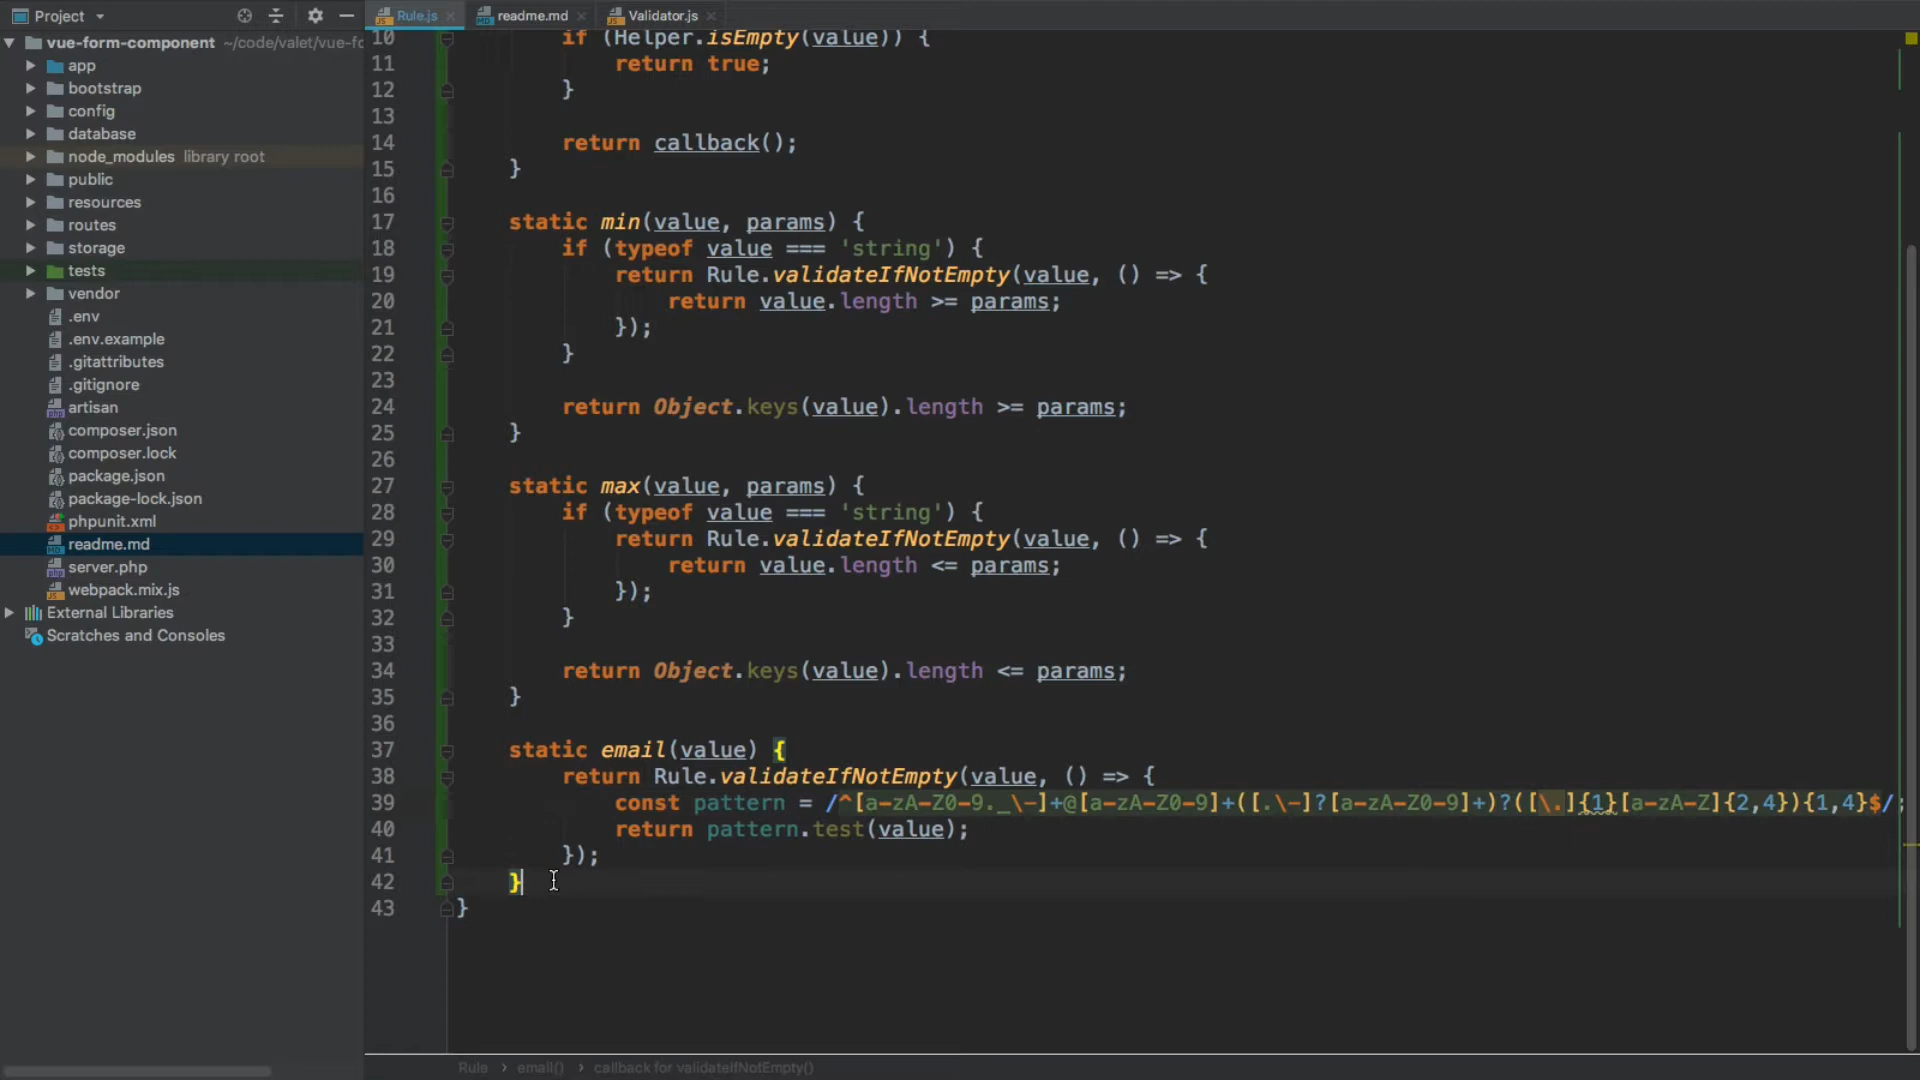 Project
Rule.js
readme.md
Validator.js
vue-form-component ~/code/valet/vue-fo
app
bootstrap
config
database
node_modules library root
public
resources
routes
storage
tests
vendor
.env
.env.example
.gitattributes
.gitignore
artisan
composer.json
composer.lock
package.json
package-lock.json
phpunit.xml
readme.md
server.php
webpack.mix.js
External Libraries
Scratches and Consoles
10 if (Helper.isEmpty(value)) {
11 return true;
12 }
13
14 return callback();
15 }
16
17 static min(value, params) {
18 if (typeof value === 'string') {
19 return Rule.validateIfNotEmpty(value, () => {
20 return value.length >= params;
21 });
22 }
23
24 return Object.keys(value).length >= params;
25 }
26
27 static max(value, params) {
28 if (typeof value === 'string') {
29 return Rule.validateIfNotEmpty(value, () => {
30 return value.length <= params;
31 });
32 }
33
34 return Object.keys(value).length <= params;
35 }
36
37 static email(value) {
38 return Rule.validateIfNotEmpty(value, () => {
39 const pattern = /^[a-zA-Z0-9._\-]+@[a-zA-Z0-9]+([.\-]?[a-zA-Z0-9]+)?([\.]{1}[a-zA-Z]{2,4}){1,4}$/;
40 return pattern.test(value);
41 });
42 }
43 }
Rule › email() › callback for validateIfNotEmpty()